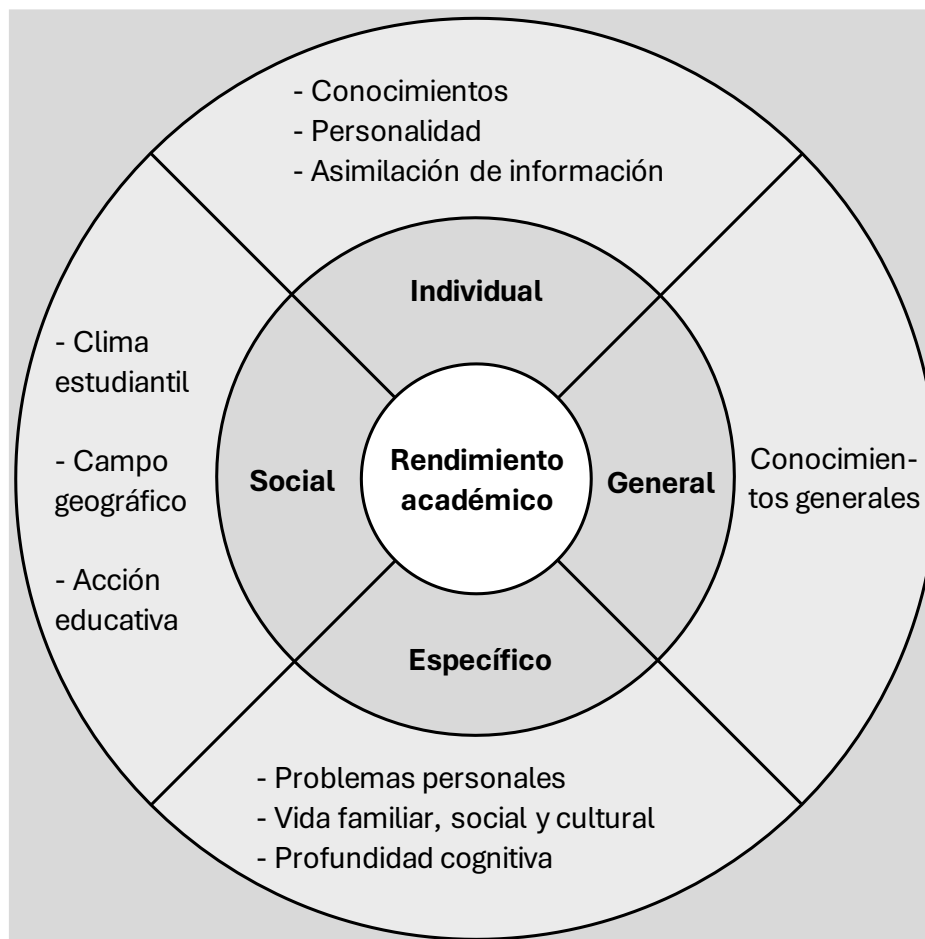 - Conocimientos
- Personalidad
- Asimilación de información
Individual
- Clima
estudiantil
- Campo
geográfico
- Acción
educativa
Social
Rendimiento
académico
General
Conocimien-
tos generales
Específico
- Problemas personales
- Vida familiar, social y cultural
- Profundidad cognitiva